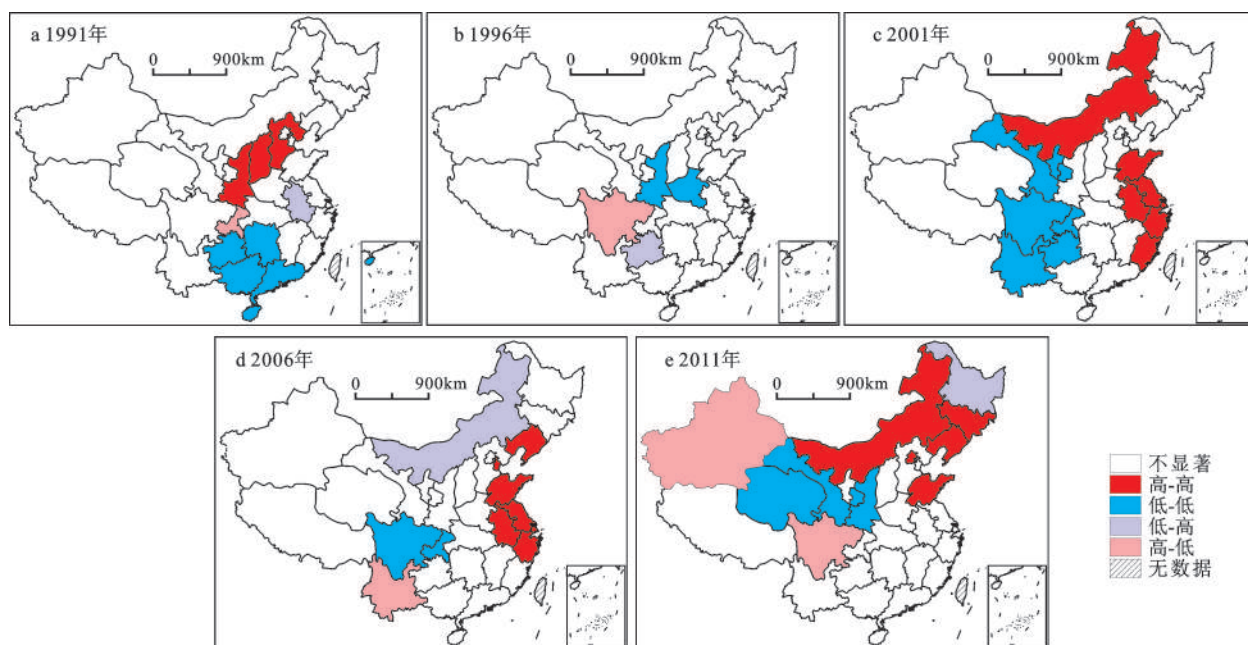 a 1991年
0 900km
b 1996年
0 900km
c 2001年
0 900km
d 2006年
0 900km
e 2011年
0 900km
不显著
高-高
低-低
低-高
高-低
无数据